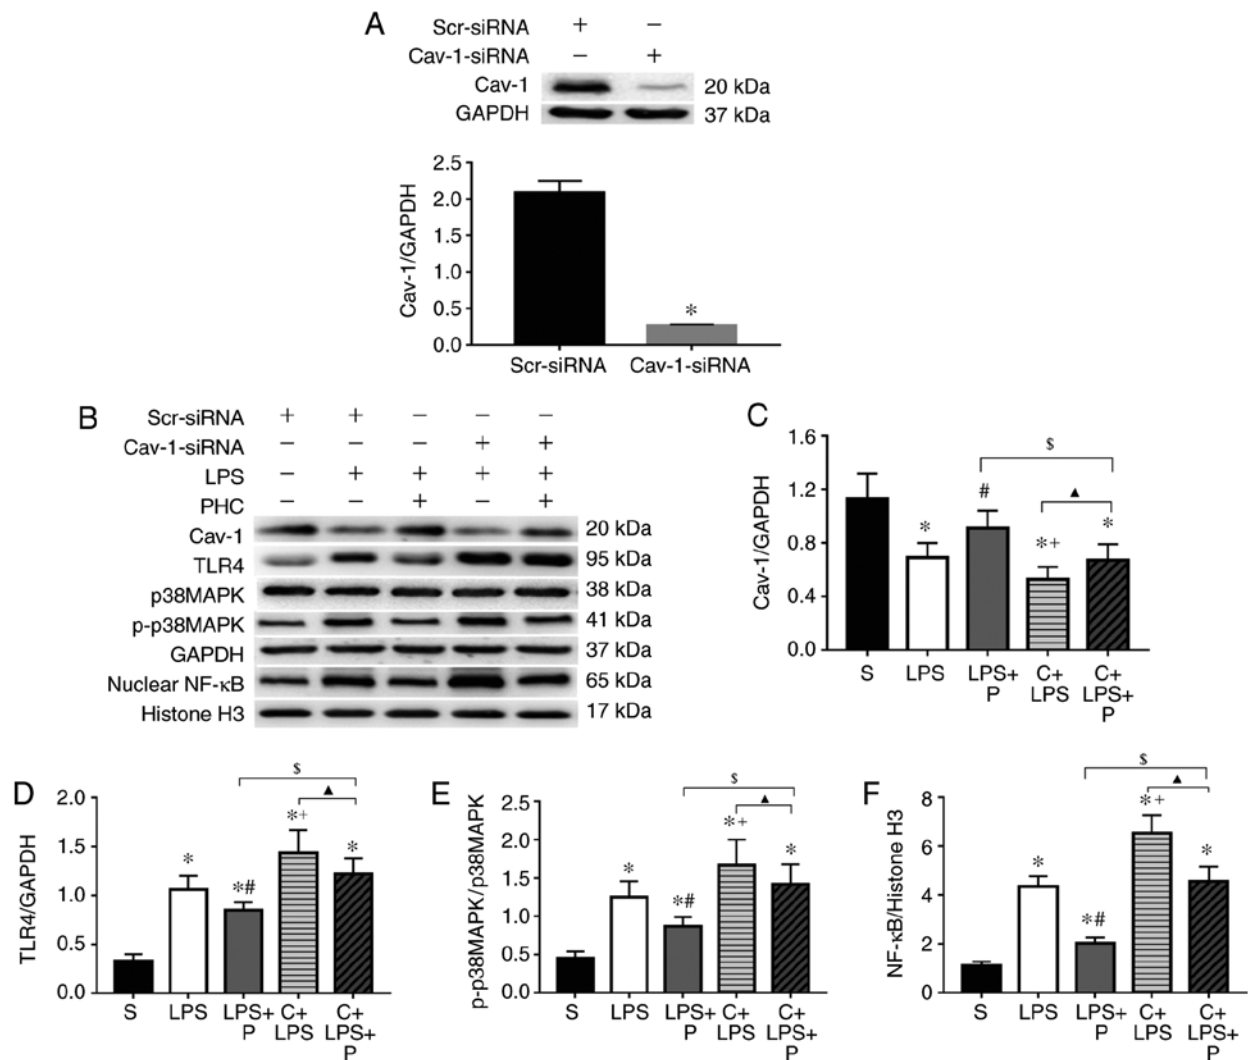 A
Scr-siRNA + −
Cav-1-siRNA − +
Cav-1 20 kDa
GAPDH 37 kDa
Cav-1/GAPDH
2.5
2.0
1.5
1.0
0.5
0.0
*
Scr-siRNA Cav-1-siRNA
B
Scr-siRNA + + − − −
Cav-1-siRNA − − − + +
LPS − + + + +
PHC − − + − +
Cav-1 20 kDa
TLR4 95 kDa
p38MAPK 38 kDa
p-p38MAPK 41 kDa
GAPDH 37 kDa
Nuclear NF-κB 65 kDa
Histone H3 17 kDa
C
Cav-1/GAPDH
1.6
1.2
0.8
0.4
0.0
$
▲
* # *+ *
S LPS LPS+ C+ C+
P LPS LPS+
P
D
TLR4/GAPDH
2.0
1.5
1.0
0.5
0.0
$
▲
* *# *+ *
S LPS LPS+ C+ C+
P LPS LPS+
P
E
p-p38MAPK/p38MAPK
2.5
2.0
1.5
1.0
0.5
0.0
$
▲
* *# *+ *
S LPS LPS+ C+ C+
P LPS LPS+
P
F
NF-κB/Histone H3
8
6
4
2
0
$
▲
* *# *+ *
S LPS LPS+ C+ C+
P LPS LPS+
P